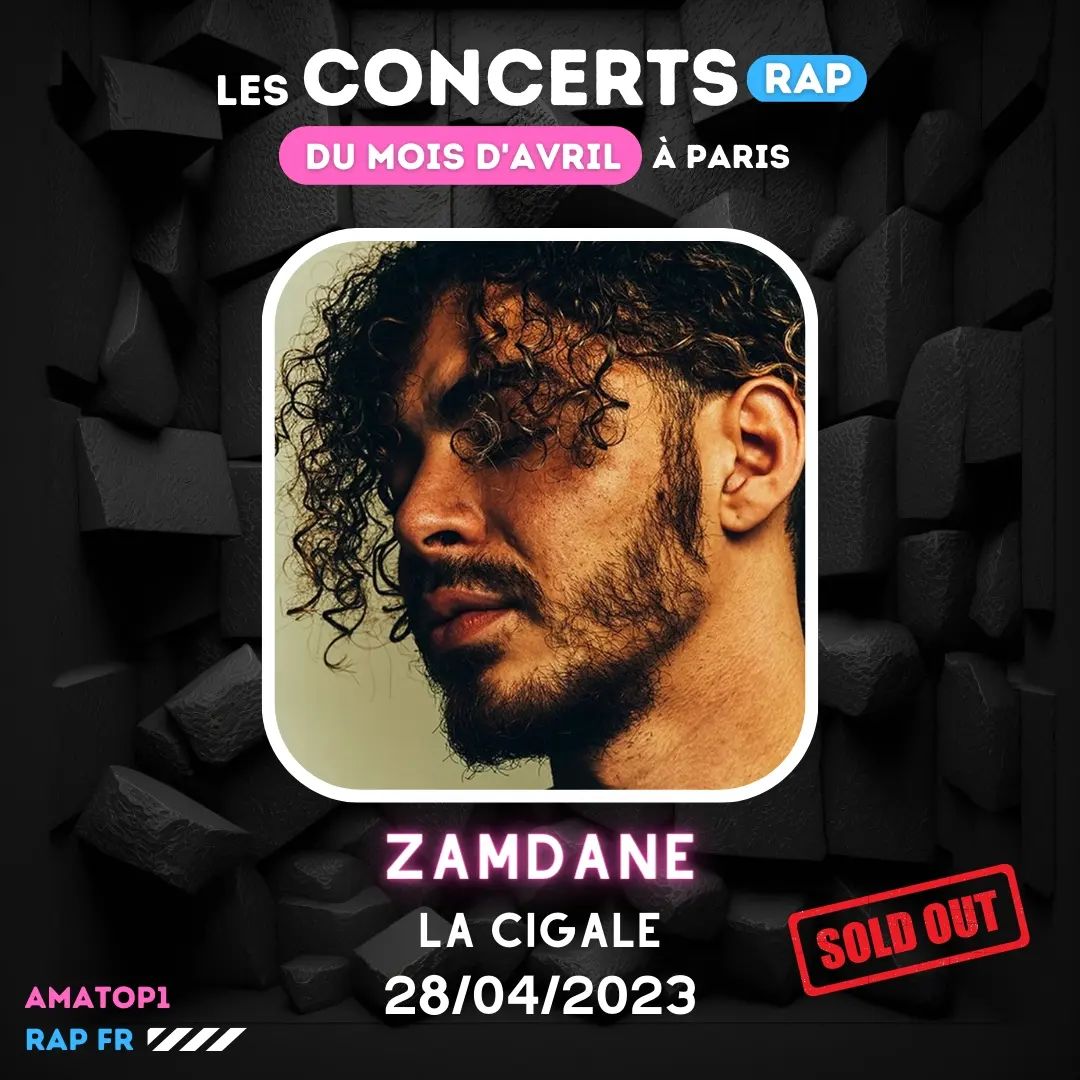 LES CONCERTS RAP
DU MOIS D'AVRIL À PARIS
ZAMDANE
LA CIGALE
28/04/2023
SOLD OUT
AMATOP1
RAP FR